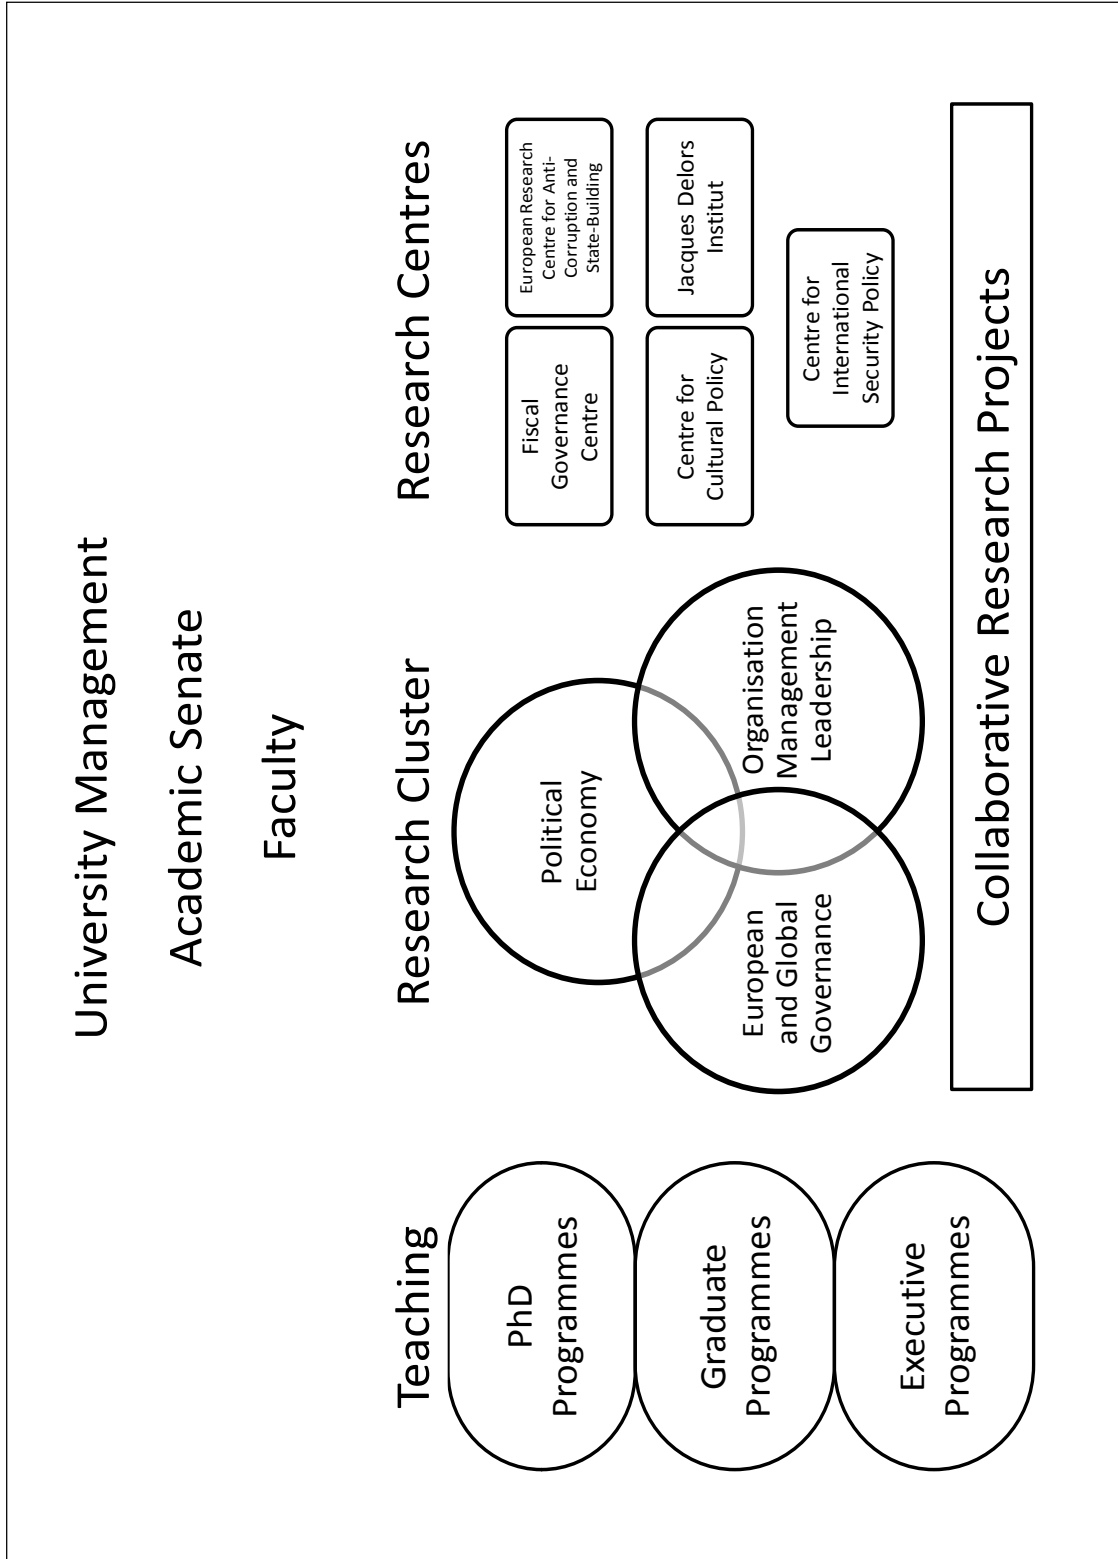 University Management
Academic Senate
Faculty
Teaching
PhD
Programmes
Graduate
Programmes
Executive
Programmes
Research Cluster
Political
Economy
European
and Global
Governance
Organisation
Management
Leadership
Research Centres
Fiscal
Governance
Centre
European Research
Centre for Anti-
Corruption and
State-Building
Centre for
Cultural Policy
Jacques Delors
Institut
Centre for
International
Security Policy
Collaborative Research Projects